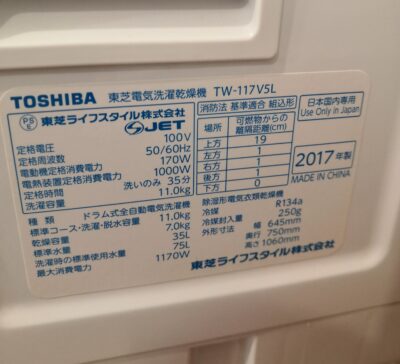 TOSHIBA 東芝電気洗濯乾燥機 TW-117V5L
PS E 東芝ライフスタイル株式会社
JET
定格電圧 100V
定格周波数 50/60Hz
電動機定格消費電力 170W
電熱装置定格消費電力 1000W
定格時間 洗いのみ 35分
洗濯容量 11.0kg
消防法 基準適合 組込形
場所 可燃物からの離隔距離(cm)
上方 19
左方 1
右方 1
後方 1
下方 0
日本国内専用
Use Only in Japan
2017年製
MADE IN CHINA
種類 ドラム式全自動電気洗濯機
標準コース・洗濯・脱水容量 11.0kg
乾燥容量 7.0kg
標準水量 35L
洗濯時の標準使用水量 75L
最大消費電力 1170W
除湿形電気衣類乾燥機
冷媒 R134a
冷媒封入量 250g
外形寸法 幅 645mm
奥行 750mm
高さ1060mm
東芝ライフスタイル株式会社